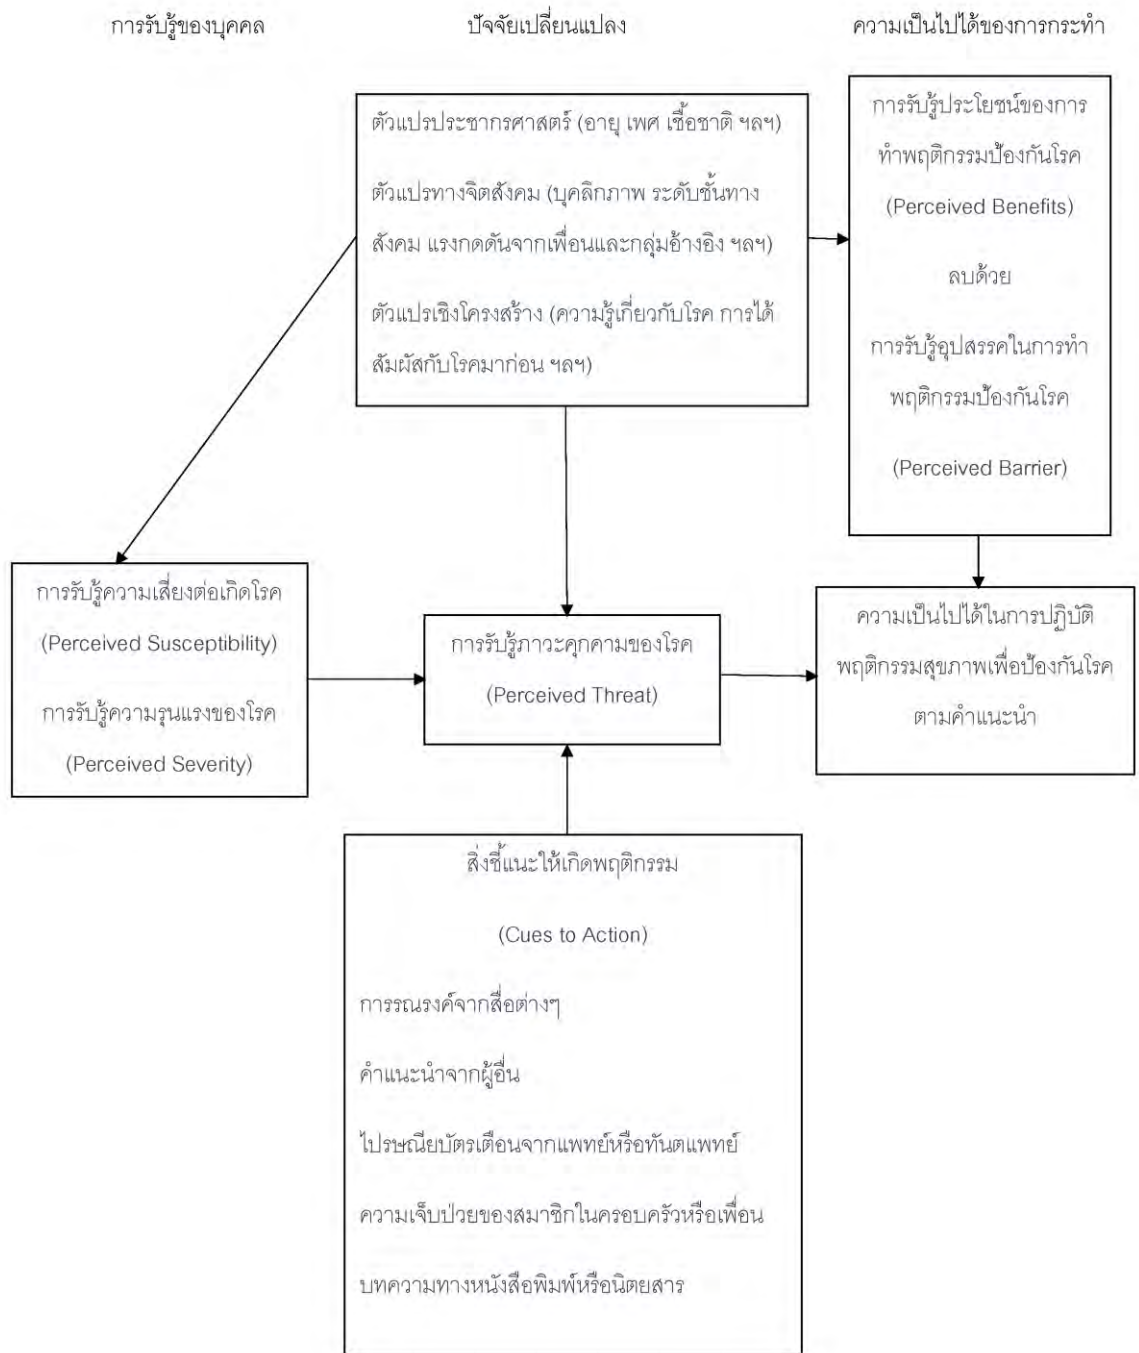 การรับรู้ของบุคคล
ปัจจัยเปลี่ยนแปลง
ความเป็นไปได้ของการกระทำ
ตัวแปรประชากรศาสตร์ (อายุ เพศ เชื้อชาติ ฯลฯ)
ตัวแปรทางจิตสังคม (บุคลิกภาพ ระดับชั้นทาง
สังคม แรงกดดันจากเพื่อนและกลุ่มอ้างอิง ฯลฯ)
ตัวแปรเชิงโครงสร้าง (ความรู้เกี่ยวกับโรค การได้
สัมผัสกับโรคมาก่อน ฯลฯ)
การรับรู้ประโยชน์ของการ
ทำพฤติกรรมป้องกันโรค
(Perceived Benefits)
ลบด้วย
การรับรู้อุปสรรคในการทำ
พฤติกรรมป้องกันโรค
(Perceived Barrier)
การรับรู้ความเสี่ยงต่อเกิดโรค
(Perceived Susceptibility)
การรับรู้ความรุนแรงของโรค
(Perceived Severity)
การรับรู้ภาวะคุกคามของโรค
(Perceived Threat)
ความเป็นไปได้ในการปฏิบัติ
พฤติกรรมสุขภาพเพื่อป้องกันโรค
ตามคำแนะนำ
สิ่งชี้แนะให้เกิดพฤติกรรม
(Cues to Action)
การรณรงค์จากสื่อต่างๆ
คำแนะนำจากผู้อื่น
ไปรษณียบัตรเตือนจากแพทย์หรือทันตแพทย์
ความเจ็บป่วยของสมาชิกในครอบครัวหรือเพื่อน
บทความทางหนังสือพิมพ์หรือนิตยสาร